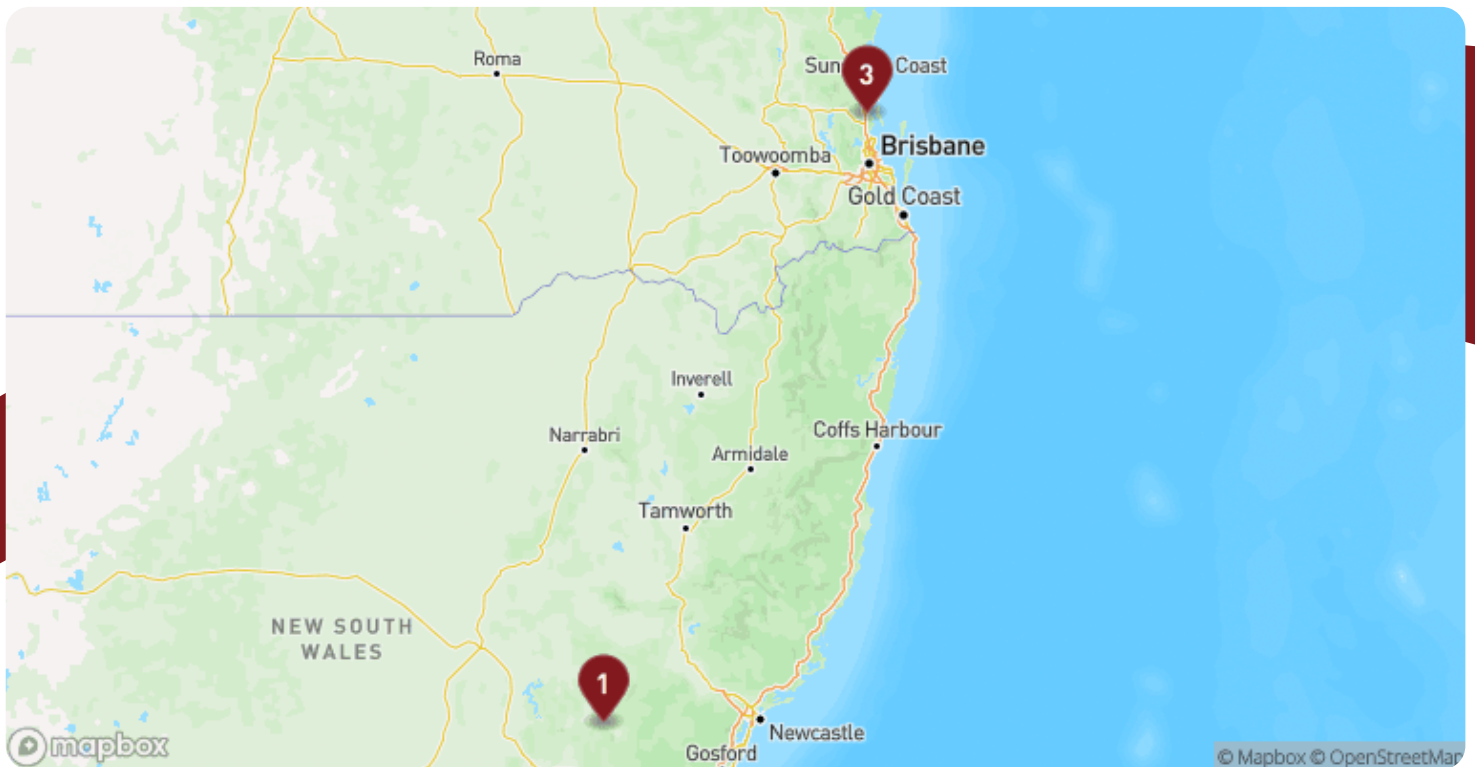 Roma
Sun
Coast
3
Brisbane
Toowoomba
Gold Coast
Inverell
Coffs Harbour
Narrabri
Armidale
Tamworth
NEW SOUTH
WALES
1
Newcastle
Gosford
mapbox
© Mapbox © OpenStreetMap